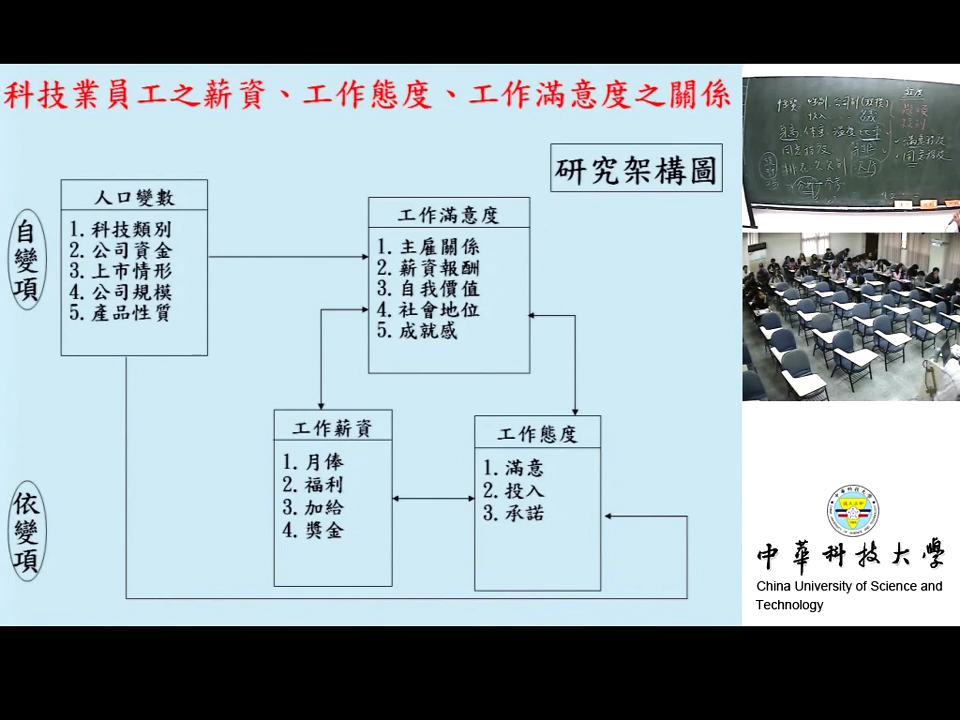 科技業員工之薪資、工作態度、工作滿意度之關係
研究架構圖
自變項
人口變數
1. 科技類別
2. 公司資金
3. 上市情形
4. 公司規模
5. 產品性質
工作滿意度
1. 主雇關係
2. 薪資報酬
3. 自我價值
4. 社會地位
5. 成就感
依變項
工作薪資
1. 月俸
2. 福利
3. 加給
4. 獎金
工作態度
1. 滿意
2. 投入
3. 承諾
中華科技大學
China University of Science and
Technology